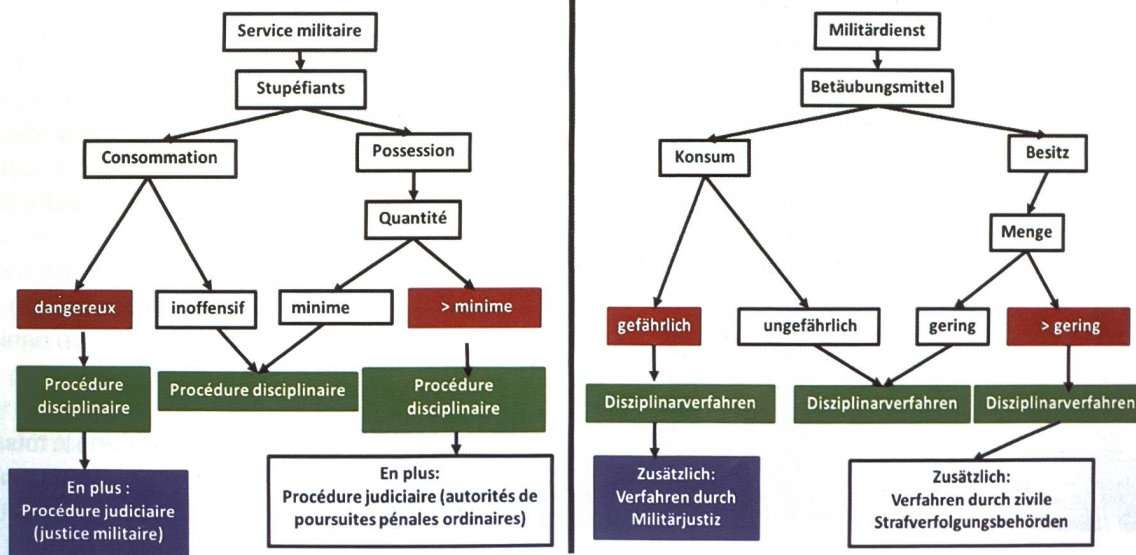 Service militaire
Stupéfiants
Consommation
Possession
Quantité
dangereux
inoffensif
minime
> minime
Procédure
disciplinaire
Procédure disciplinaire
Procédure
disciplinaire
En plus :
Procédure judiciaire
(justice militaire)
En plus :
Procédure judiciaire (autorités de
poursuites pénales ordinaires)
Militärdienst
Betäubungsmittel
Konsum
Besitz
Menge
gefährlich
ungefährlich
gering
> gering
Disziplinarverfahren
Disziplinarverfahren
Disziplinarverfahren
Zusätzlich:
Verfahren durch
Militärjustiz
Zusätzlich:
Verfahren durch zivile
Strafverfolgungsbehörden